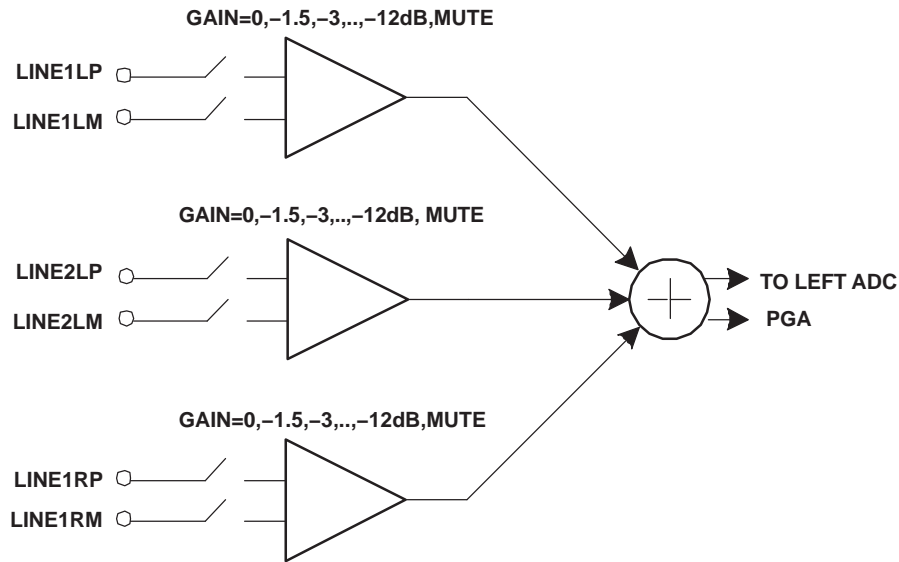 GAIN=0,–1.5,–3,..,–12dB,MUTE
LINE1LP
LINE1LM
GAIN=0,–1.5,–3,..,–12dB, MUTE
LINE2LP
LINE2LM
TO LEFT ADC
PGA
GAIN=0,–1.5,–3,..,–12dB,MUTE
LINE1RP
LINE1RM